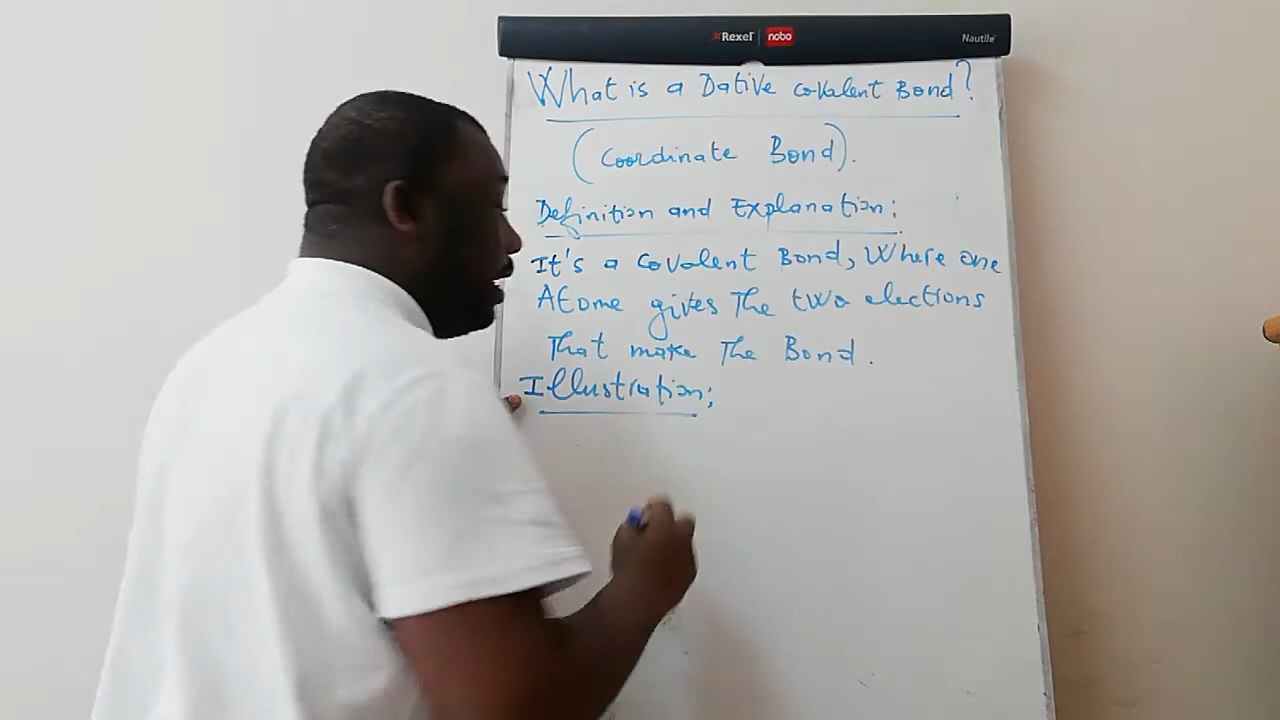 Rexel nobo Nautile
What is a Dative covalent Bond?
(Coordinate Bond).
Definition and Explanation:
It's a covalent Bond, Where one
Atome gives The two elections
That make The Bond.
Illustration;